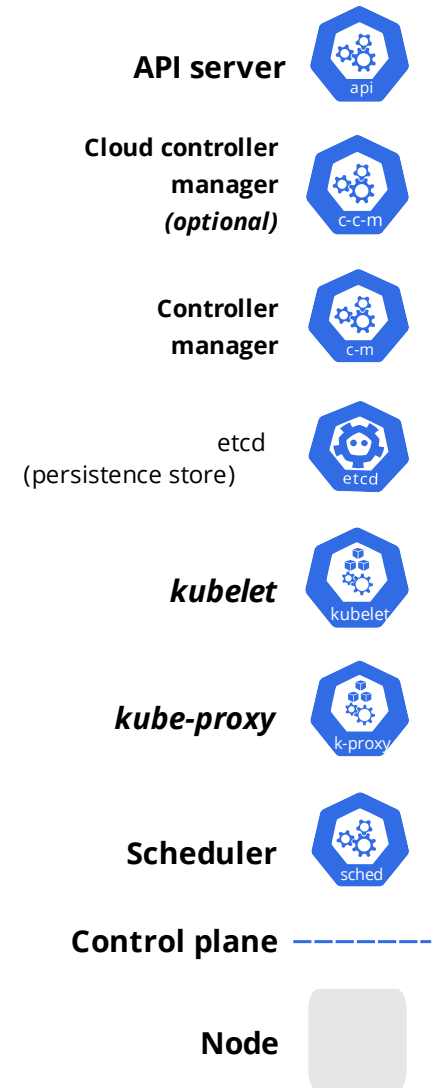 API server
api
Cloud controller
manager
(optional)
c-c-m
Controller
manager
c-m
etcd
(persistence store)
etcd
kubelet
kubelet
kube-proxy
k-proxy
Scheduler
sched
Control plane
Node